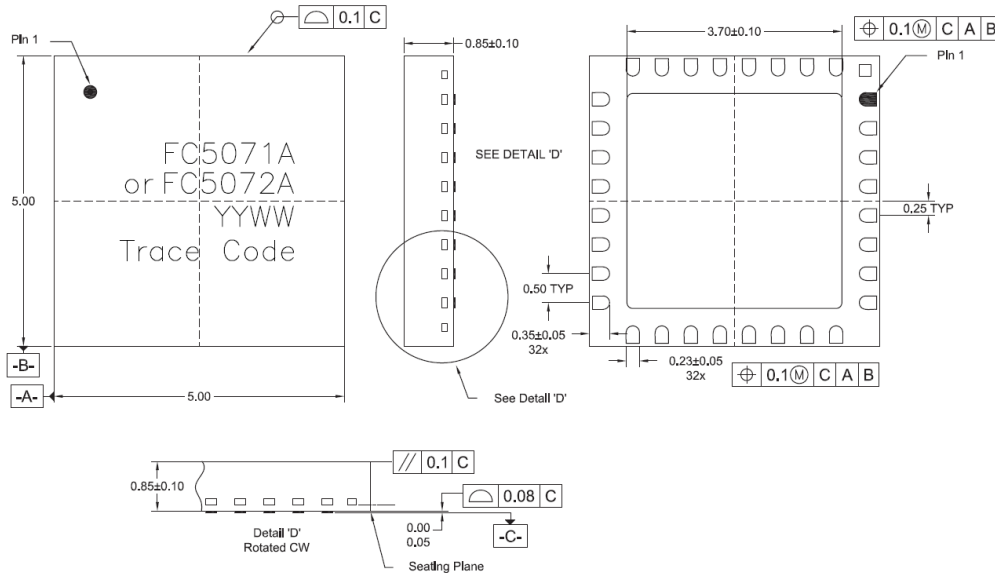 ⌓ 0.1 C
Pin 1
FC5071A
or FC5072A
YYWW
Trace Code
5.00
-B-
-A-
5.00
0.85±0.10
SEE DETAIL 'D'
See Detail 'D'
3.70±0.10
⌖ 0.1Ⓜ C A B
Pin 1
0.25 TYP
0.50 TYP
0.35±0.05
32x
0.23±0.05
32x
⌖ 0.1Ⓜ C A B
// 0.1 C
0.85±0.10
⌓ 0.08 C
0.00
0.05
-C-
Detail 'D'
Rotated CW
Seating Plane